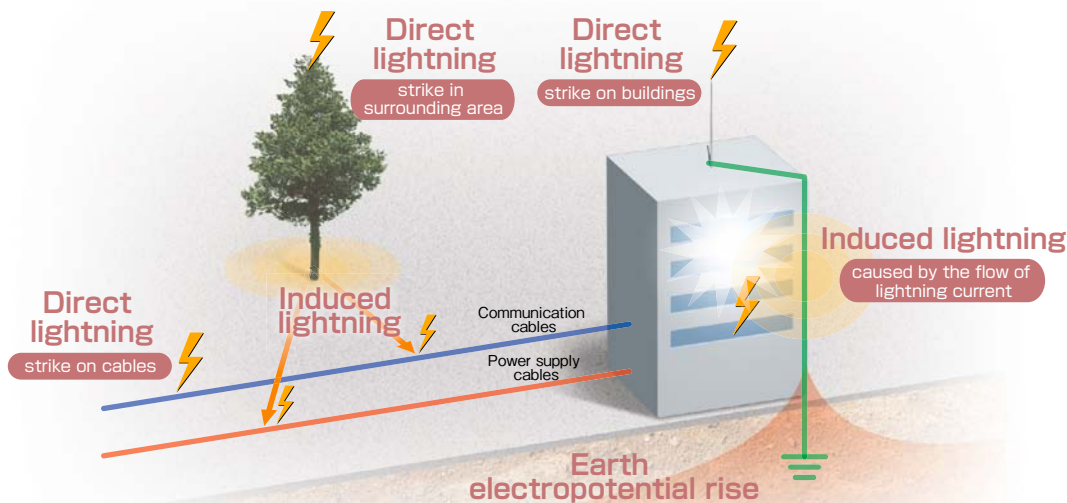 Direct
lightning
strike in
surrounding area
Direct
lightning
strike on buildings
Induced lightning
caused by the flow of
lightning current
Direct
lightning
strike on cables
Induced
lightning
Communication
cables
Power supply
cables
Earth
electropotential rise